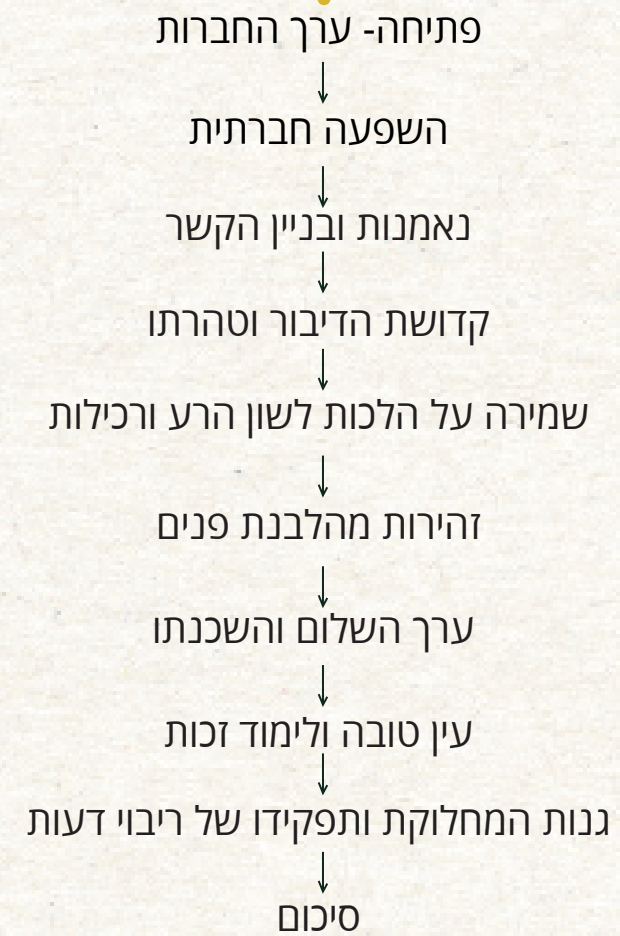 פתיחה- ערך החברות
השפעה חברתית
נאמנות ובניין הקשר
קדושת הדיבור וטהרתו
שמירה על הלכות לשון הרע ורכילות
זהירות מהלבנת פנים
ערך השלום והשכנתו
עין טובה ולימוד זכות
גנות המחלוקת ותפקידו של ריבוי דעות
סיכום